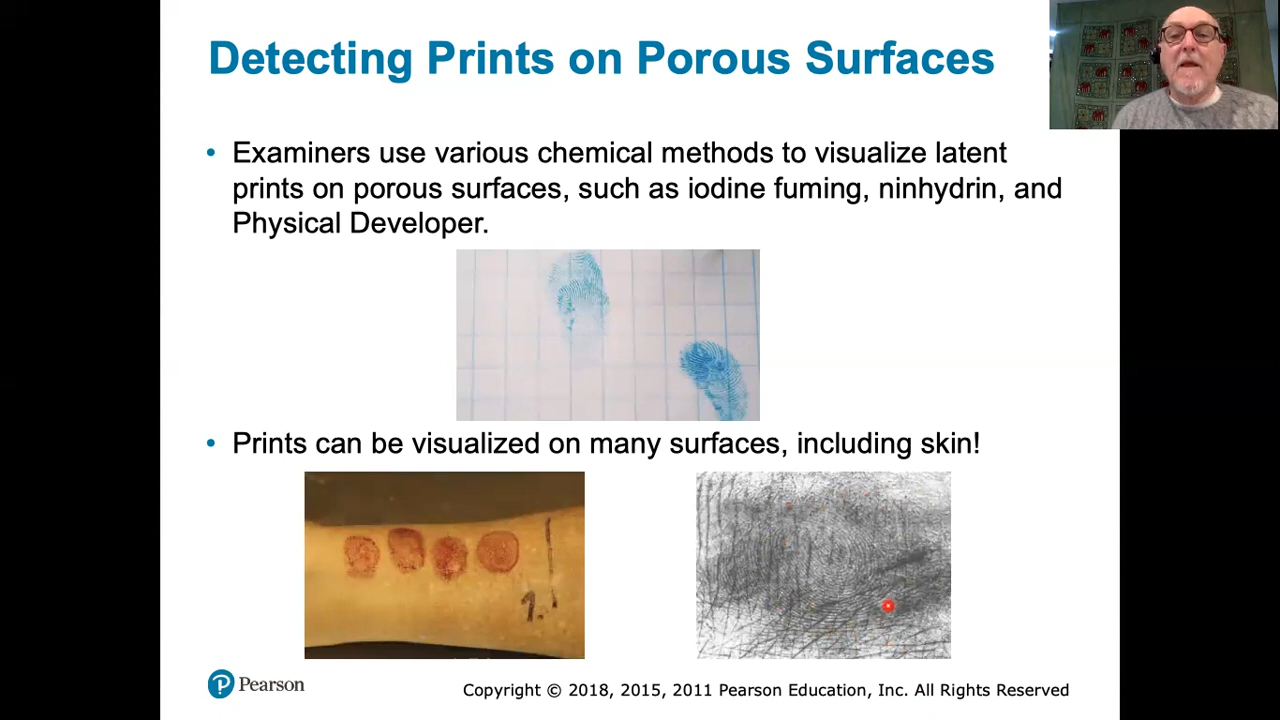 Detecting Prints on Porous Surfaces
• Examiners use various chemical methods to visualize latent
prints on porous surfaces, such as iodine fuming, ninhydrin, and
Physical Developer.
• Prints can be visualized on many surfaces, including skin!
Pearson
Copyright © 2018, 2015, 2011 Pearson Education, Inc. All Rights Reserved